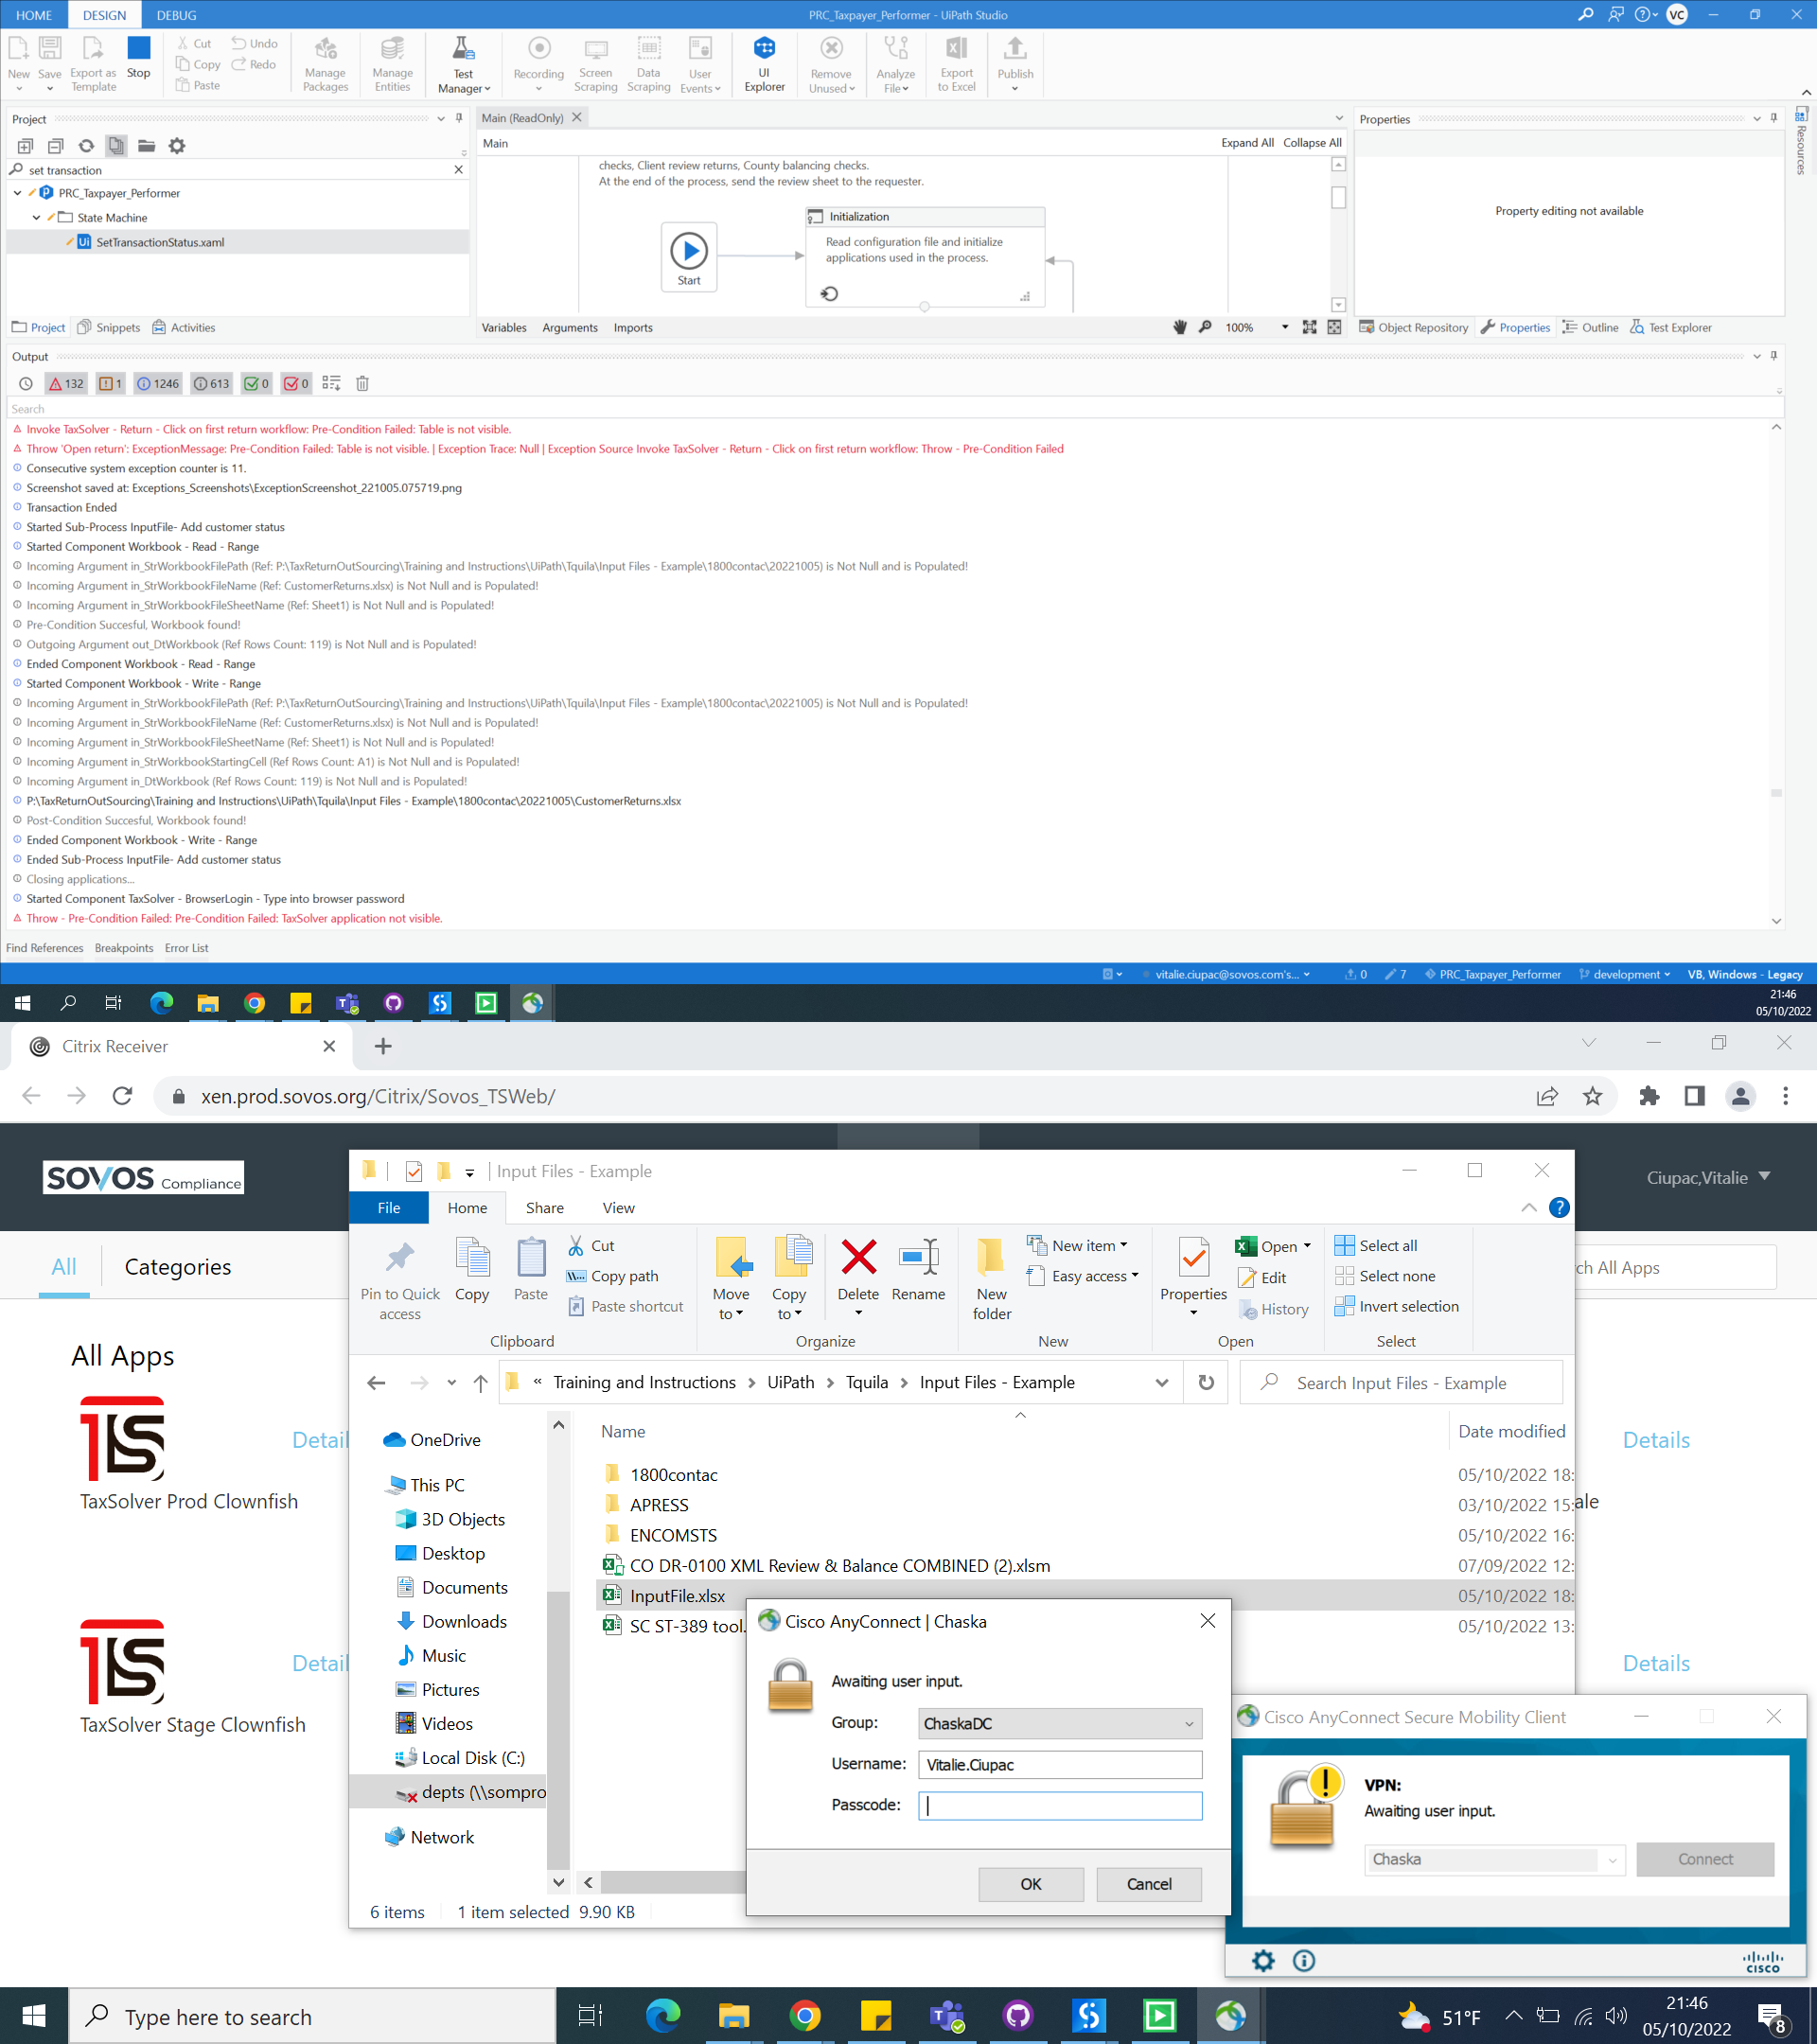 HOME DESIGN DEBUG PRC_Taxpayer_Performer - UiPath Studio VC
New Save Export as Template Stop Cut Copy Paste Undo Redo Manage Packages Manage Entities Test Manager Recording Screen Scraping Data Scraping User Events UI Explorer Remove Unused Analyze File Export to Excel Publish
Project
set transaction
PRC_Taxpayer_Performer
State Machine
SetTransactionStatus.xaml
Project Snippets Activities
Main (ReadOnly)
Main Expand All Collapse All
checks, Client review returns, County balancing checks.
At the end of the process, send the review sheet to the requester.
Start
Initialization
Read configuration file and initialize
applications used in the process.
Variables Arguments Imports 100%
Properties
Property editing not available
Resources
Object Repository Properties Outline Test Explorer
Output
132 1 1246 613 0 0
Search
Invoke TaxSolver - Return - Click on first return workflow: Pre-Condition Failed: Table is not visible.
Throw 'Open return': ExceptionMessage: Pre-Condition Failed: Table is not visible. | Exception Trace: Null | Exception Source Invoke TaxSolver - Return - Click on first return workflow: Throw - Pre-Condition Failed
Consecutive system exception counter is 11.
Screenshot saved at: Exceptions_Screenshots\ExceptionScreenshot_221005.075719.png
Transaction Ended
Started Sub-Process InputFile- Add customer status
Started Component Workbook - Read - Range
Incoming Argument in_StrWorkbookFilePath (Ref: P:\TaxReturnOutSourcing\Training and Instructions\UiPath\Tquila\Input Files - Example\1800contac\20221005) is Not Null and is Populated!
Incoming Argument in_StrWorkbookFileName (Ref: CustomerReturns.xlsx) is Not Null and is Populated!
Incoming Argument in_StrWorkbookFileSheetName (Ref: Sheet1) is Not Null and is Populated!
Pre-Condition Succesful, Workbook found!
Outgoing Argument out_DtWorkbook (Ref Rows Count: 119) is Not Null and is Populated!
Ended Component Workbook - Read - Range
Started Component Workbook - Write - Range
Incoming Argument in_StrWorkbookFilePath (Ref: P:\TaxReturnOutSourcing\Training and Instructions\UiPath\Tquila\Input Files - Example\1800contac\20221005) is Not Null and is Populated!
Incoming Argument in_StrWorkbookFileName (Ref: CustomerReturns.xlsx) is Not Null and is Populated!
Incoming Argument in_StrWorkbookFileSheetName (Ref: Sheet1) is Not Null and is Populated!
Incoming Argument in_StrWorkbookStartingCell (Ref Rows Count: A1) is Not Null and is Populated!
Incoming Argument in_DtWorkbook (Ref Rows Count: 119) is Not Null and is Populated!
P:\TaxReturnOutSourcing\Training and Instructions\UiPath\Tquila\Input Files - Example\1800contac\20221005\CustomerReturns.xlsx
Post-Condition Succesful, Workbook found!
Ended Component Workbook - Write - Range
Ended Sub-Process InputFile- Add customer status
Closing applications...
Started Component TaxSolver - BrowserLogin - Type into browser password
Throw - Pre-Condition Failed: Pre-Condition Failed: TaxSolver application not visible.
Find References Breakpoints Error List
vitalie.ciupac@sovos.com's... 0 7 PRC_Taxpayer_Performer development VB, Windows - Legacy
21:46
05/10/2022
Citrix Receiver
xen.prod.sovos.org/Citrix/Sovos_TSWeb/
SOVOS Compliance
Ciupac,Vitalie
All Categories
ch All Apps
All Apps
Detail
TaxSolver Prod Clownfish
Detail
TaxSolver Stage Clownfish
Details
ale
Details
Input Files - Example
File Home Share View
Pin to Quick access Copy Paste Cut Copy path Paste shortcut Move to Copy to Delete Rename New folder New item Easy access Properties Open Edit History Select all Select none Invert selection
Clipboard Organize New Open Select
« Training and Instructions > UiPath > Tquila > Input Files - Example
Search Input Files - Example
OneDrive
This PC
3D Objects
Desktop
Documents
Downloads
Music
Pictures
Videos
Local Disk (C:)
depts (\\sompro
Network
Name Date modified
1800contac 05/10/2022 18:
APRESS 03/10/2022 15:
ENCOMSTS 05/10/2022 16:
CO DR-0100 XML Review & Balance COMBINED (2).xlsm 07/09/2022 12:
InputFile.xlsx 05/10/2022 18:
SC ST-389 tool. 05/10/2022 13:
6 items 1 item selected 9.90 KB
Cisco AnyConnect | Chaska
Awaiting user input.
Group: ChaskaDC
Username: Vitalie.Ciupac
Passcode:
OK Cancel
Cisco AnyConnect Secure Mobility Client
VPN:
Awaiting user input.
Chaska Connect
CISCO
Type here to search
51°F
21:46
05/10/2022
8